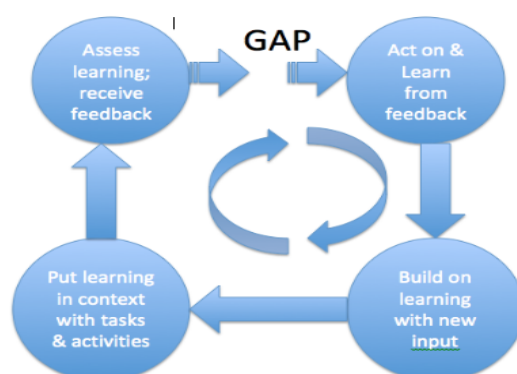 Assess
learning;
receive
feedback
GAP
Act on &
Learn
from
feedback
Build on
learning
with new
input
Put learning
in context
with tasks
& activities